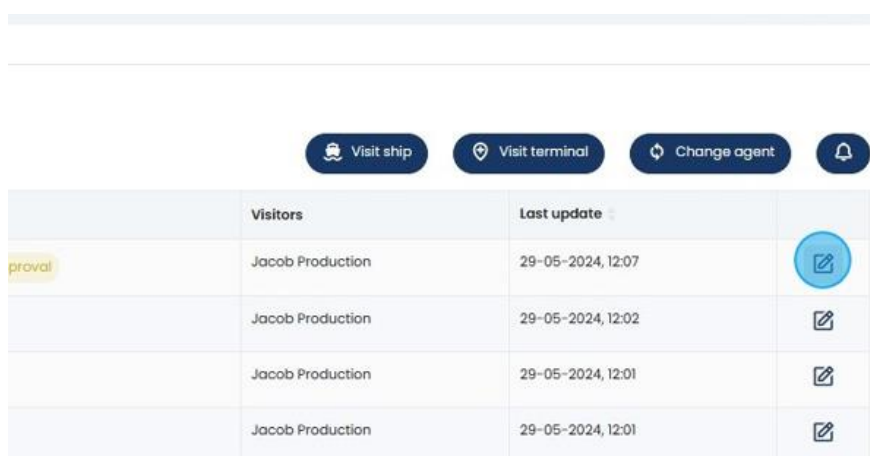 Visit ship Visit terminal Change agent
Visitors Last update
proval Jacob Production 29-05-2024, 12:07
Jacob Production 29-05-2024, 12:02
Jacob Production 29-05-2024, 12:01
Jacob Production 29-05-2024, 12:01